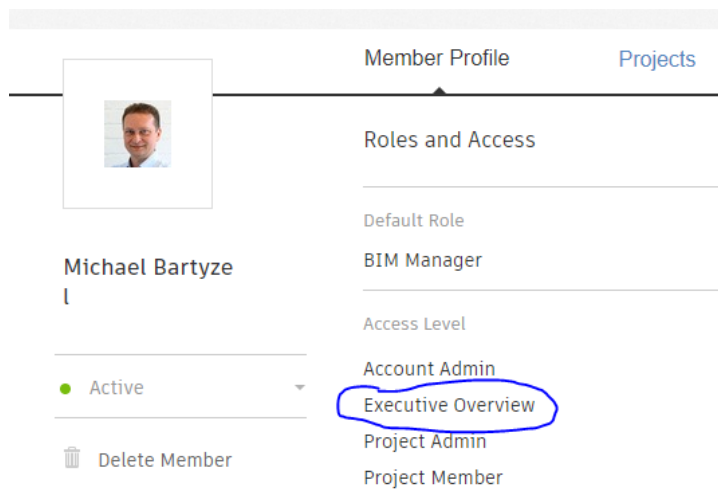 Member Profile
Projects
Roles and Access
Default Role
BIM Manager
Michael Bartyze
l
Access Level
Account Admin
Active
Executive Overview
Project Admin
Delete Member
Project Member